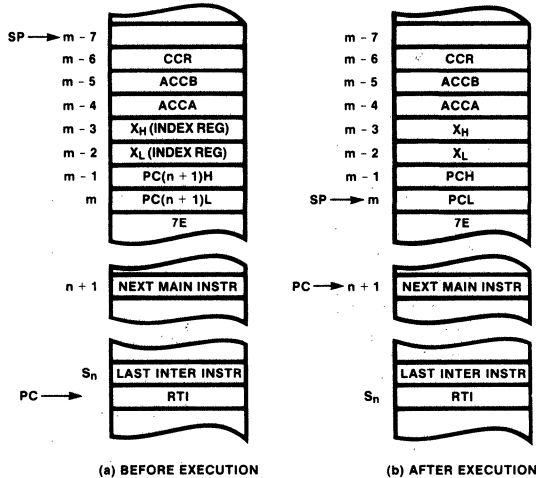 SP → m - 7
m - 6 CCR
m - 5 ACCB
m - 4 ACCA
m - 3 XH (INDEX REG)
m - 2 XL (INDEX REG)
m - 1 PC(n + 1)H
m PC(n + 1)L
7E
n + 1 NEXT MAIN INSTR
Sn LAST INTER INSTR
PC → RTI
(a) BEFORE EXECUTION
m - 7
m - 6 CCR
m - 5 ACCB
m - 4 ACCA
m - 3 XH
m - 2 XL
m - 1 PCH
SP → m PCL
7E
PC → n + 1 NEXT MAIN INSTR
LAST INTER INSTR
Sn RTI
(b) AFTER EXECUTION